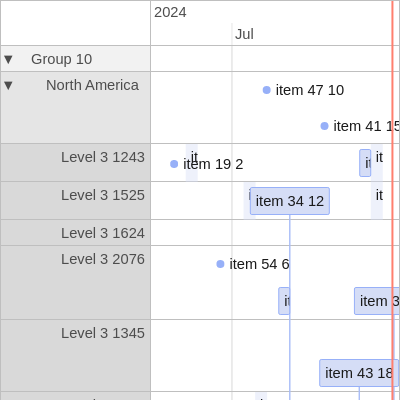 2024
Jul
▼ Group 10
▼ North America
item 47 10
item 41 15
Level 3 1243
it
item 19 2
it
it
Level 3 1525
item 34 12
it
Level 3 1624
Level 3 2076
item 54 6
it
item 3
Level 3 1345
item 43 18